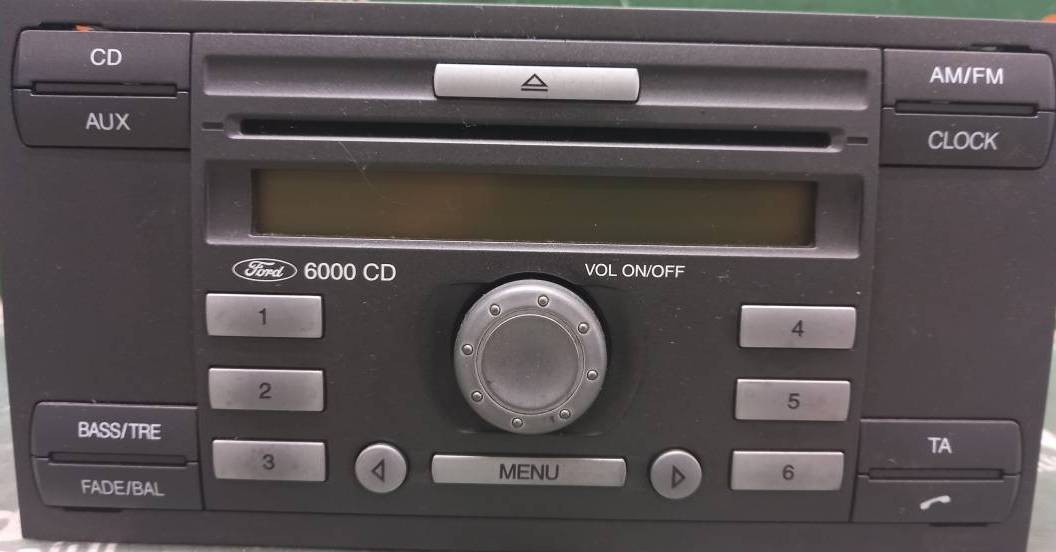 CD
AUX
AM/FM
CLOCK
Ford 6000 CD
VOL ON/OFF
1
2
3
4
5
6
BASS/TRE
FADE/BAL
MENU
TA